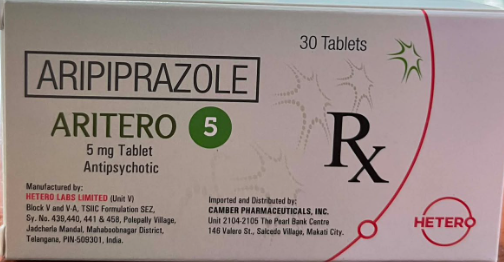 30 Tablets
ARIPIPRAZOLE
ARITERO 5
5 mg Tablet
Antipsychotic
Rx
Manufactured by:
HETERO LABS LIMITED (Unit V)
Block V and V-A, TSIIC Formulation SEZ,
Sy. No. 439,440, 441 & 458, Polepally Village,
Jadcherla Mandal, Mahaboobnagar District,
Telangana, PIN-509301, India.
Imported and Distributed by:
CAMBER PHARMACEUTICALS, INC.
Unit 2104-2105 The Pearl Bank Centre
146 Valero St., Salcedo Village, Makati City.
HETERO